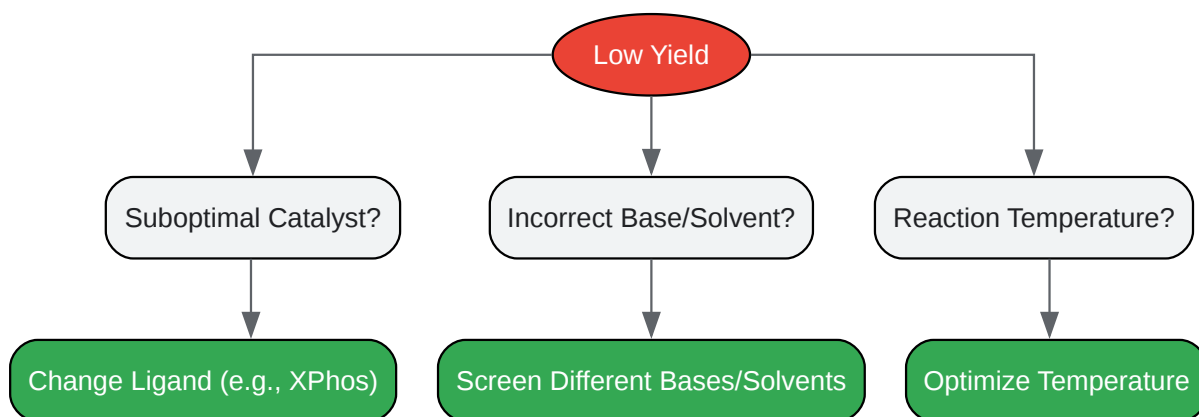 Low Yield
Suboptimal Catalyst?
Incorrect Base/Solvent?
Reaction Temperature?
Change Ligand (e.g., XPhos)
Screen Different Bases/Solvents
Optimize Temperature